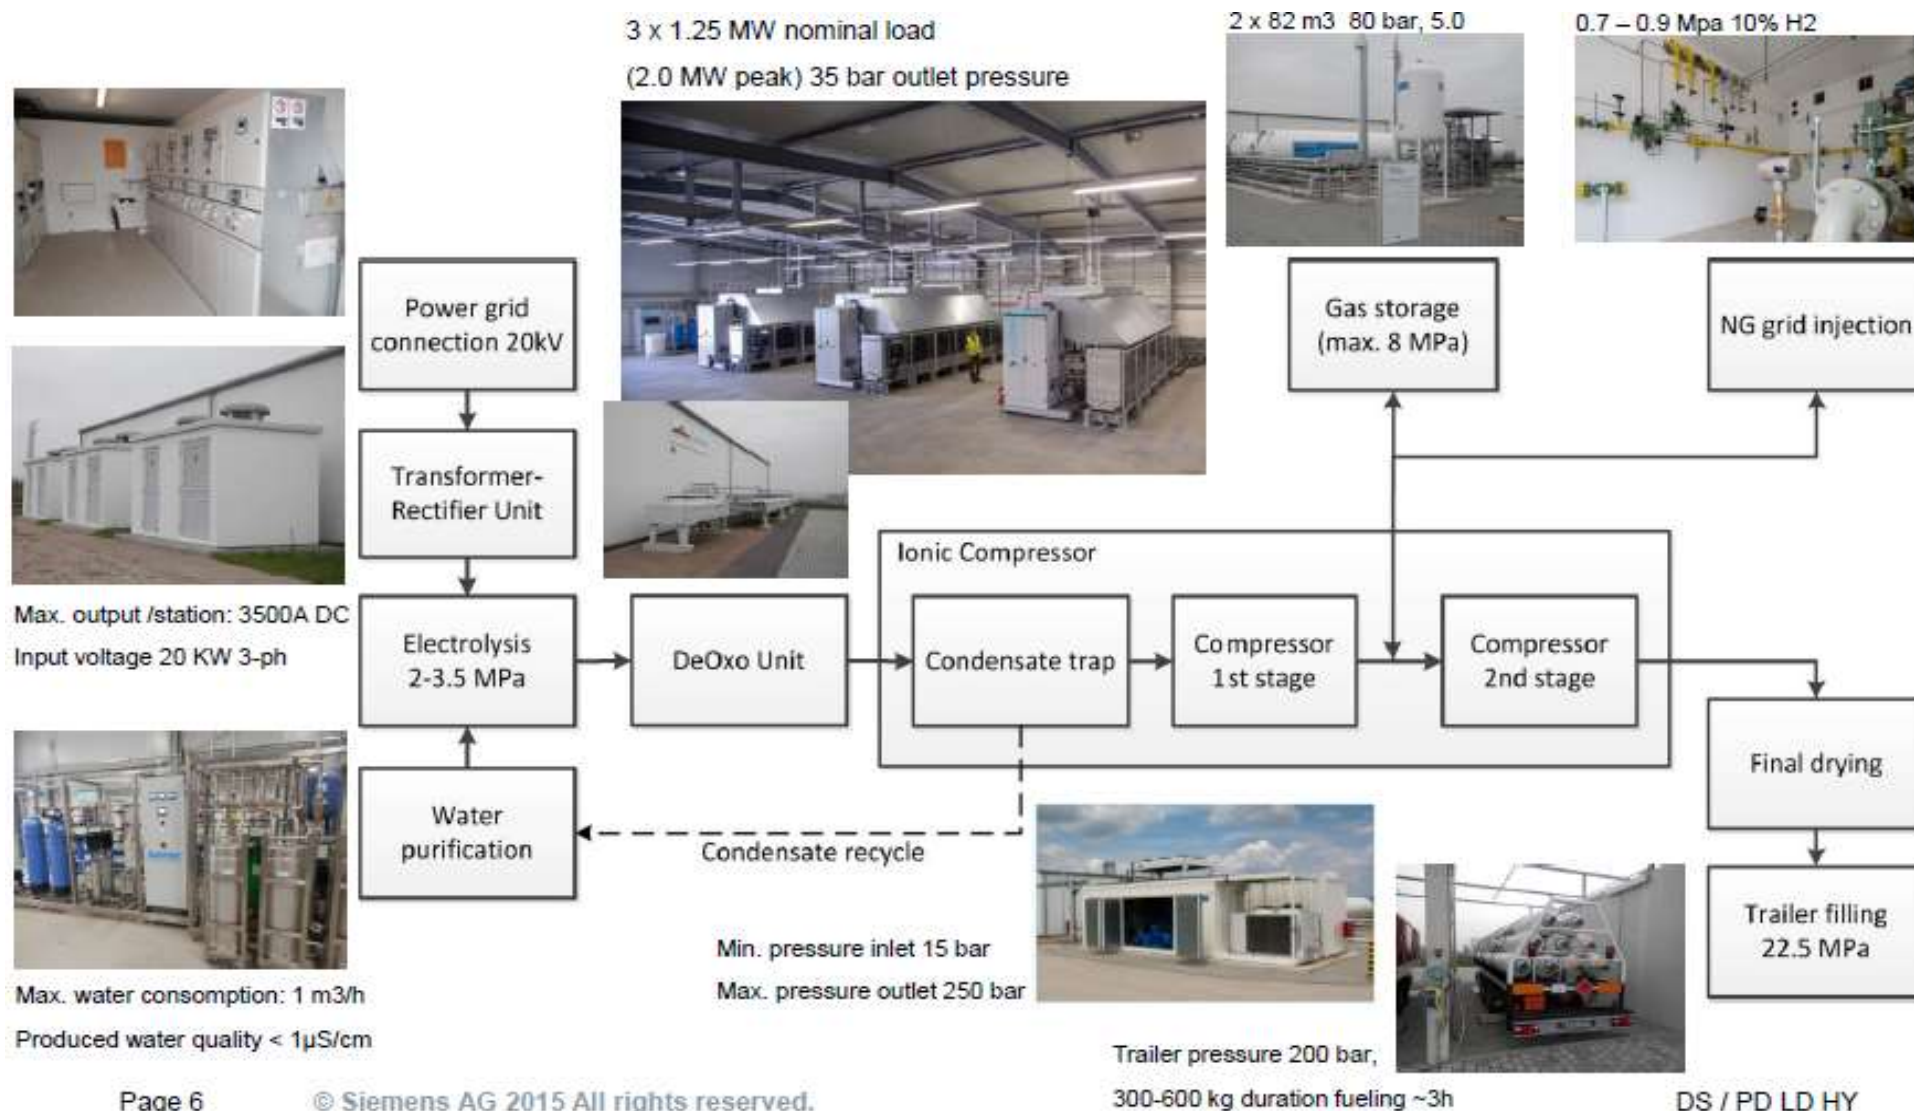 3 x 1.25 MW nominal load
(2.0 MW peak) 35 bar outlet pressure
2 x 82 m3 80 bar, 5.0
0.7 – 0.9 Mpa 10% H2
Power grid
connection 20kV
Gas storage
(max. 8 MPa)
NG grid injection
Transformer-
Rectifier Unit
Ionic Compressor
Max. output /station: 3500A DC
Input voltage 20 KW 3-ph
Electrolysis
2-3.5 MPa
DeOxo Unit
Condensate trap
Compressor
1st stage
Compressor
2nd stage
Water
purification
Condensate recycle
Final drying
Trailer filling
22.5 MPa
Min. pressure inlet 15 bar
Max. pressure outlet 250 bar
Max. water consomption: 1 m3/h
Produced water quality < 1µS/cm
Trailer pressure 200 bar,
300-600 kg duration fueling ~3h
Page 6
© Siemens AG 2015 All rights reserved.
DS / PD LD HY